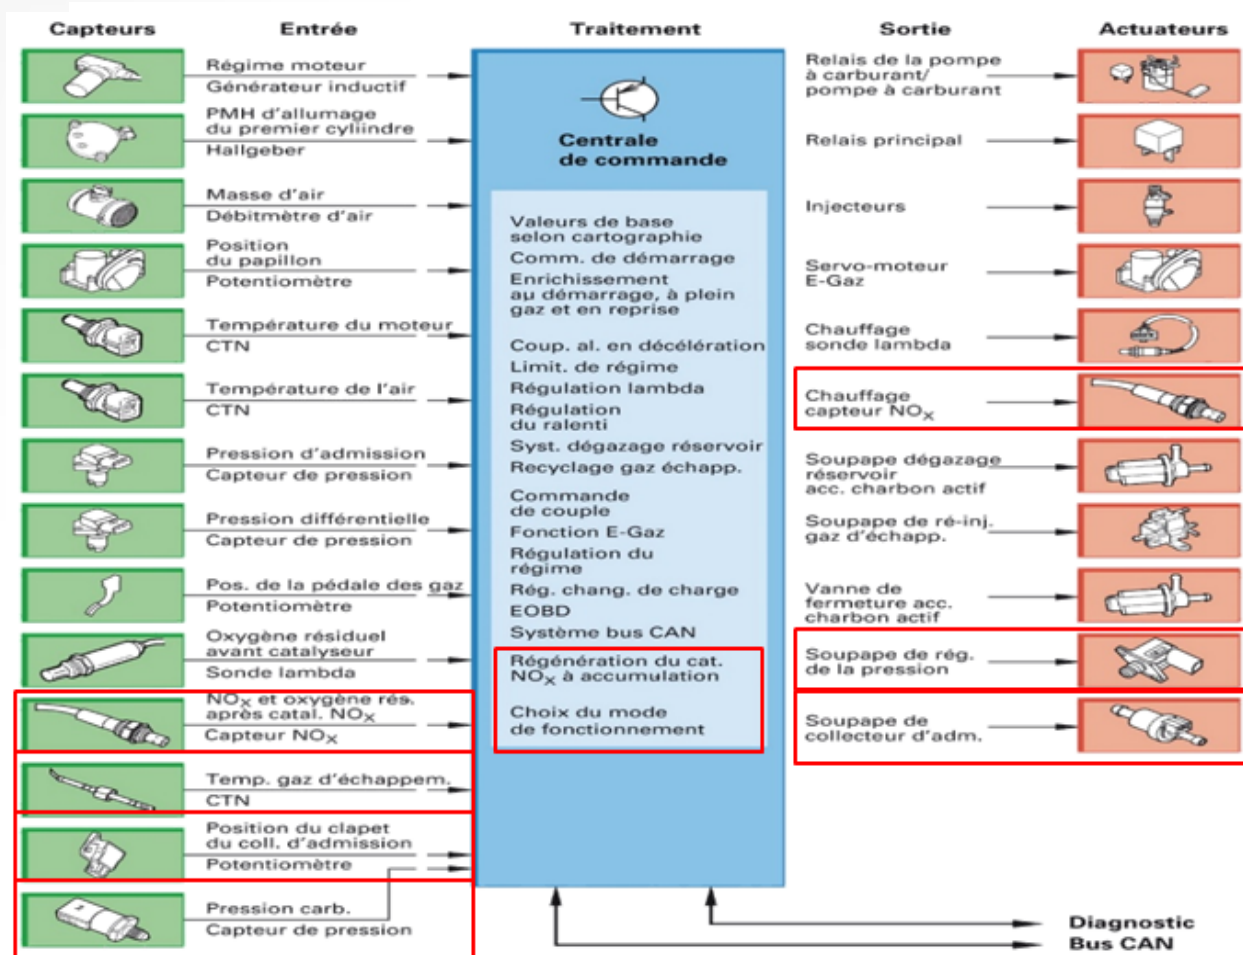 Capteurs
Entrée
Traitement
Sortie
Actuateurs
Régime moteur
Générateur inductif
PMH d'allumage
du premier cyliindre
Hallgeber
Masse d'air
Débitmètre d'air
Position
du papillon
Potentiomètre
Température du moteur
CTN
Température de l'air
CTN
Pression d'admission
Capteur de pression
Pression différentielle
Capteur de pression
Pos. de la pédale des gaz
Potentiomètre
Oxygène résiduel
avant catalyseur
Sonde lambda
NOX et oxygène rés.
après catal. NOX
Capteur NOX
Temp. gaz d'échappem.
CTN
Position du clapet
du coll. d'admission
Potentiomètre
Pression carb.
Capteur de pression
Centrale
de commande
Valeurs de base
selon cartographie
Comm. de démarrage
Enrichissement
au démarrage, à plein
gaz et en reprise
Coup. al. en décélération
Limit. de régime
Régulation lambda
Régulation
du ralenti
Syst. dégazage réservoir
Recyclage gaz échapp.
Commande
de couple
Fonction E-Gaz
Régulation du
régime
Rég. chang. de charge
EOBD
Système bus CAN
Régénération du cat.
NOX à accumulation
Choix du mode
de fonctionnement
Relais de la pompe
à carburant/
pompe à carburant
Relais principal
Injecteurs
Servo-moteur
E-Gaz
Chauffage
sonde lambda
Chauffage
capteur NOX
Soupape dégazage
réservoir
acc. charbon actif
Soupape de ré-inj.
gaz d'échapp.
Vanne de
fermeture acc.
charbon actif
Soupape de rég.
de la pression
Soupape de
collecteur d'adm.
Diagnostic
Bus CAN